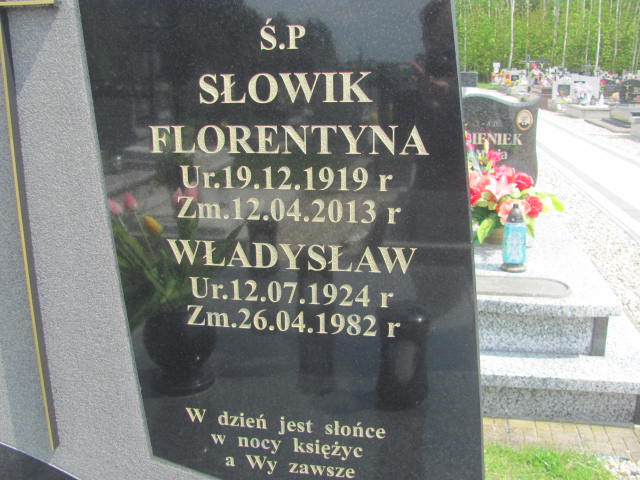 Ś.P
SŁOWIK
FLORENTYNA
Ur.19.12.1919 r
Zm.12.04.2013 r
WŁADYSŁAW
Ur.12.07.1924 r
Zm.26.04.1982 r
W dzień jest słońce
w nocy księżyc
a Wy zawsze